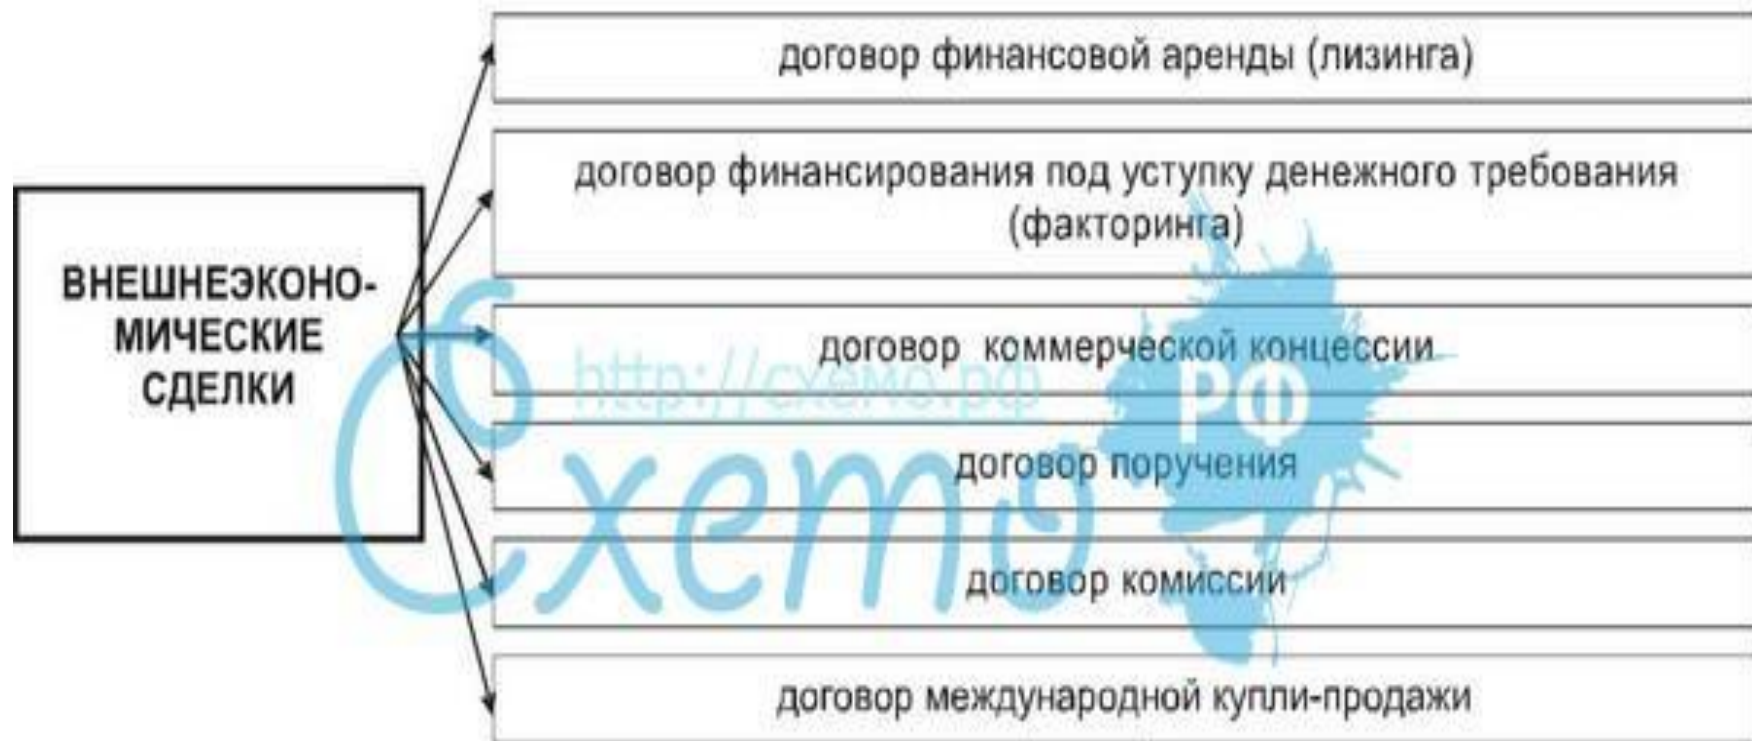 договор финансовой аренды (лизинга)
договор финансирования под уступку денежного требования
(факторинга)
ВНЕШНЕЭКОНО-
МИЧЕСКИЕ
СДЕЛКИ
договор коммерческой концессии
http://схемо.рф
РФ
Схемо
договор поручения
договор комиссии
договор международной купли-продажи